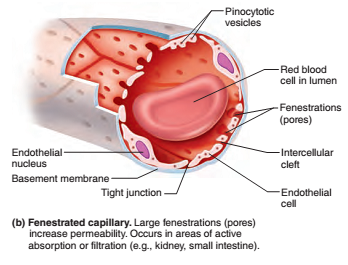 Pinocytotic
vesicles
Red blood
cell in lumen
Fenestrations
(pores)
Endothelial
nucleus
Intercellular
cleft
Basement membrane
Tight junction
Endothelial
cell
(b) Fenestrated capillary. Large fenestrations (pores)
increase permeability. Occurs in areas of active
absorption or filtration (e.g., kidney, small intestine).